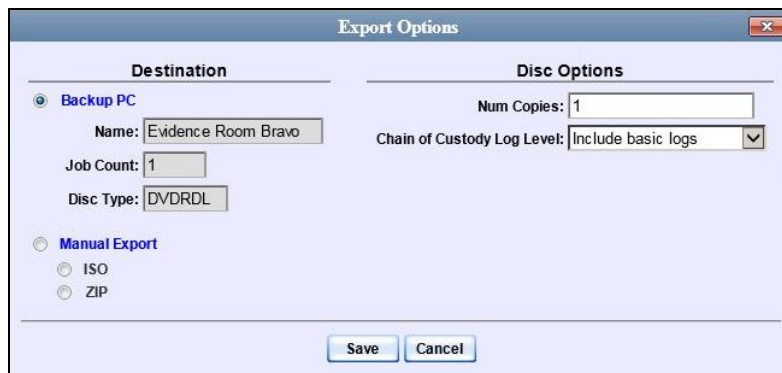 Export Options
Destination
Backup PC
Name: Evidence Room Bravo
Job Count: 1
Disc Type: DVDRDL
Manual Export
ISO
ZIP
Disc Options
Num Copies: 1
Chain of Custody Log Level: Include basic logs
Save Cancel